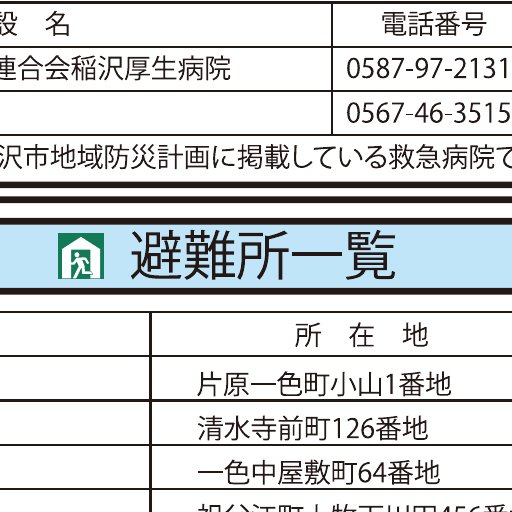 設 名 電話番号
連合会稲沢厚生病院 0587-97-2131
0567-46-3515
沢市地域防災計画に掲載している救急病院で
避難所一覧
所 在 地
片原一色町小山1番地
清水寺前町126番地
一色中屋敷町64番地